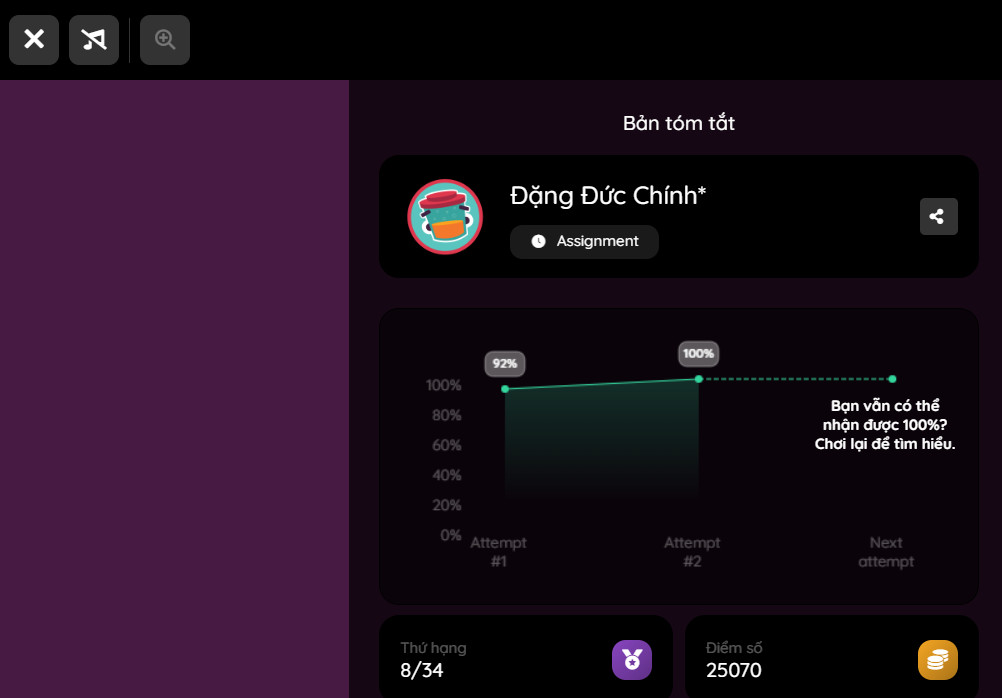 Bản tóm tắt
Đặng Đức Chính*
Assignment
92%
100%
100%
80%
60%
40%
20%
0%
Bạn vẫn có thể
nhận được 100%?
Chơi lại để tìm hiểu.
Attempt
#1
Attempt
#2
Next
attempt
Thứ hạng
8/34
Điểm số
25070